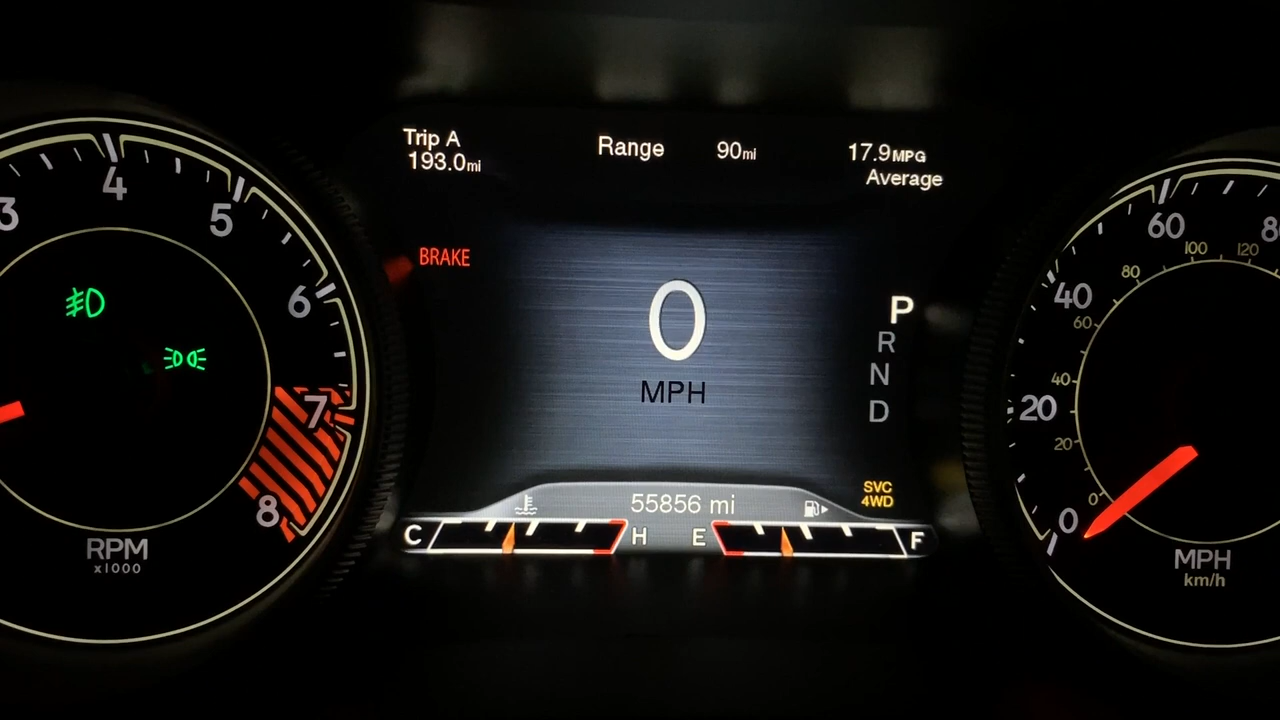 Trip A
193.0mi
Range 90mi
17.9MPG
Average
BRAKE
0
MPH
P
R
N
D
SVC
4WD
55856 mi
C H E F
3
4
5
6
7
8
RPM
x1000
0
20
40
60
0
20
40
60
80
100
120
MPH
km/h